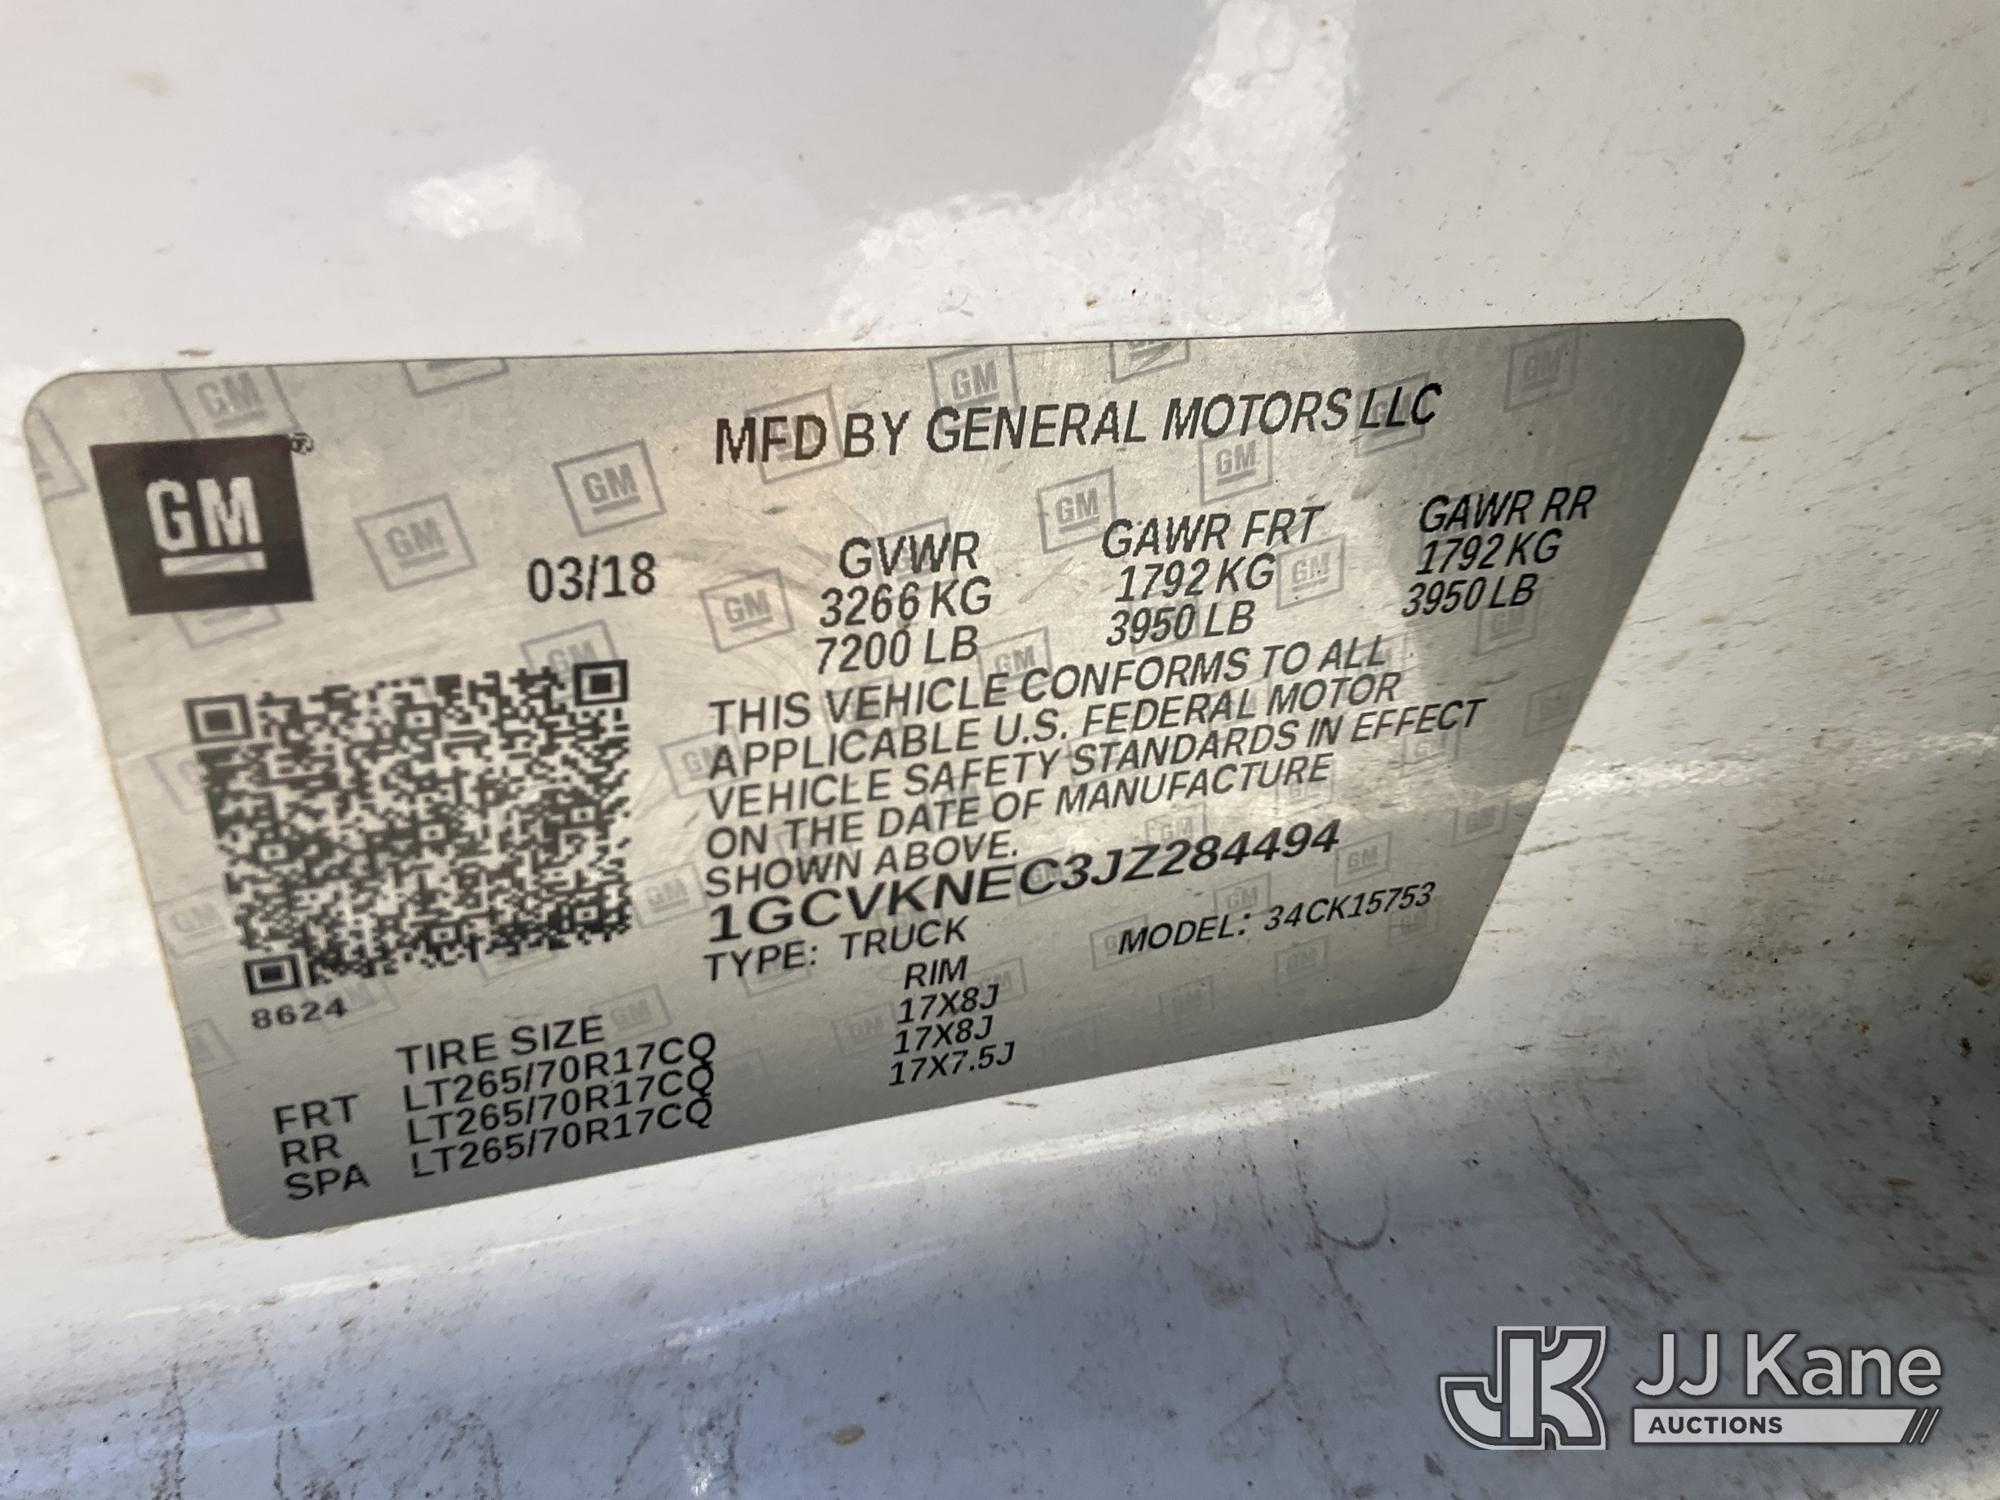 GM
MFD BY GENERAL MOTORS LLC
03/18
GVWR GAWR FRT GAWR RR
3266 KG 1792 KG 1792 KG
7200 LB 3950 LB 3950 LB
THIS VEHICLE CONFORMS TO ALL
APPLICABLE U.S. FEDERAL MOTOR
VEHICLE SAFETY STANDARDS IN EFFECT
ON THE DATE OF MANUFACTURE
SHOWN ABOVE.
1GCVKNEC3JZ284494
TYPE: TRUCK MODEL: 34CK15753
8624
TIRE SIZE RIM
FRT LT265/70R17CQ 17X8J
RR LT265/70R17CQ 17X8J
SPA LT265/70R17CQ 17X7.5J
JK JJ Kane
AUCTIONS